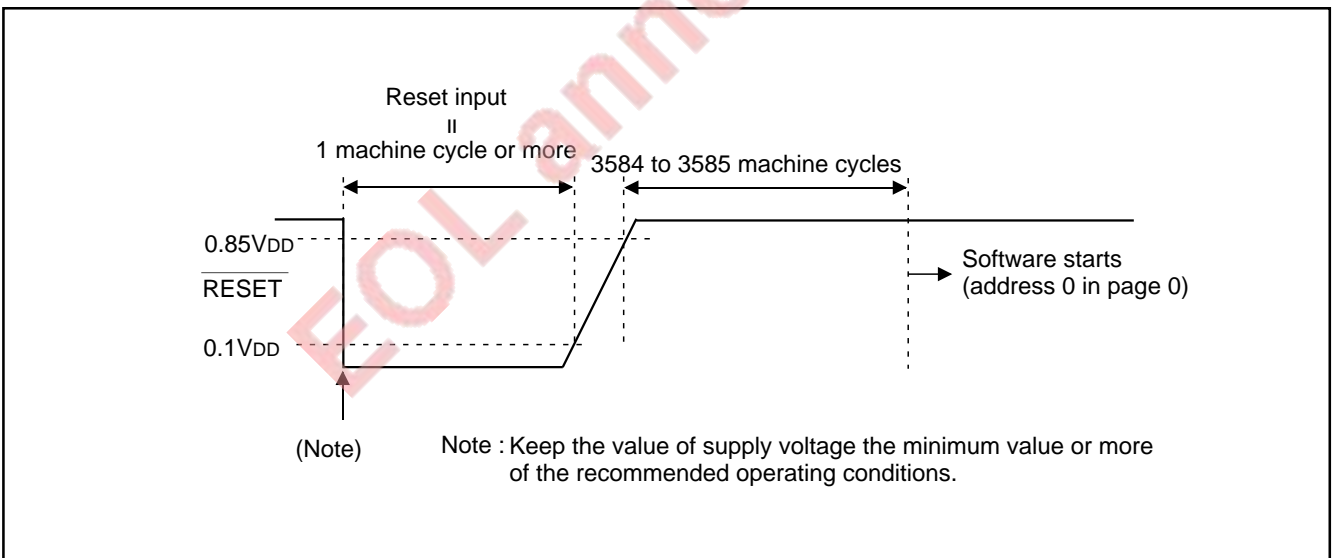 Reset input
=
1 machine cycle or more
3584 to 3585 machine cycles
0.85VDD
RESET
0.1VDD
Software starts
(address 0 in page 0)
(Note)
Note : Keep the value of supply voltage the minimum value or more
of the recommended operating conditions.
EOL anno